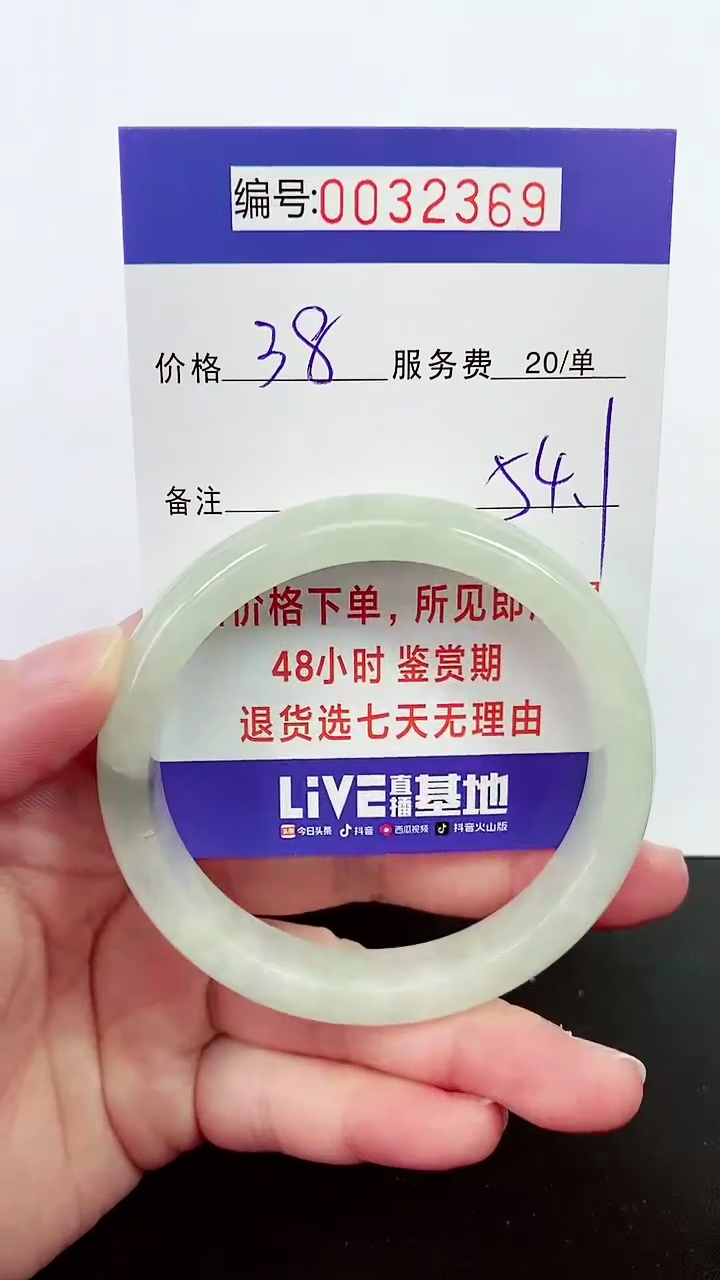 编号:0032369
价格 38 服务费 20/单
备注 54.1
价格下单，所见即
48小时 鉴赏期
退货选七天无理由
LiVE直播基地
今日头条 抖音 西瓜视频 抖音火山版